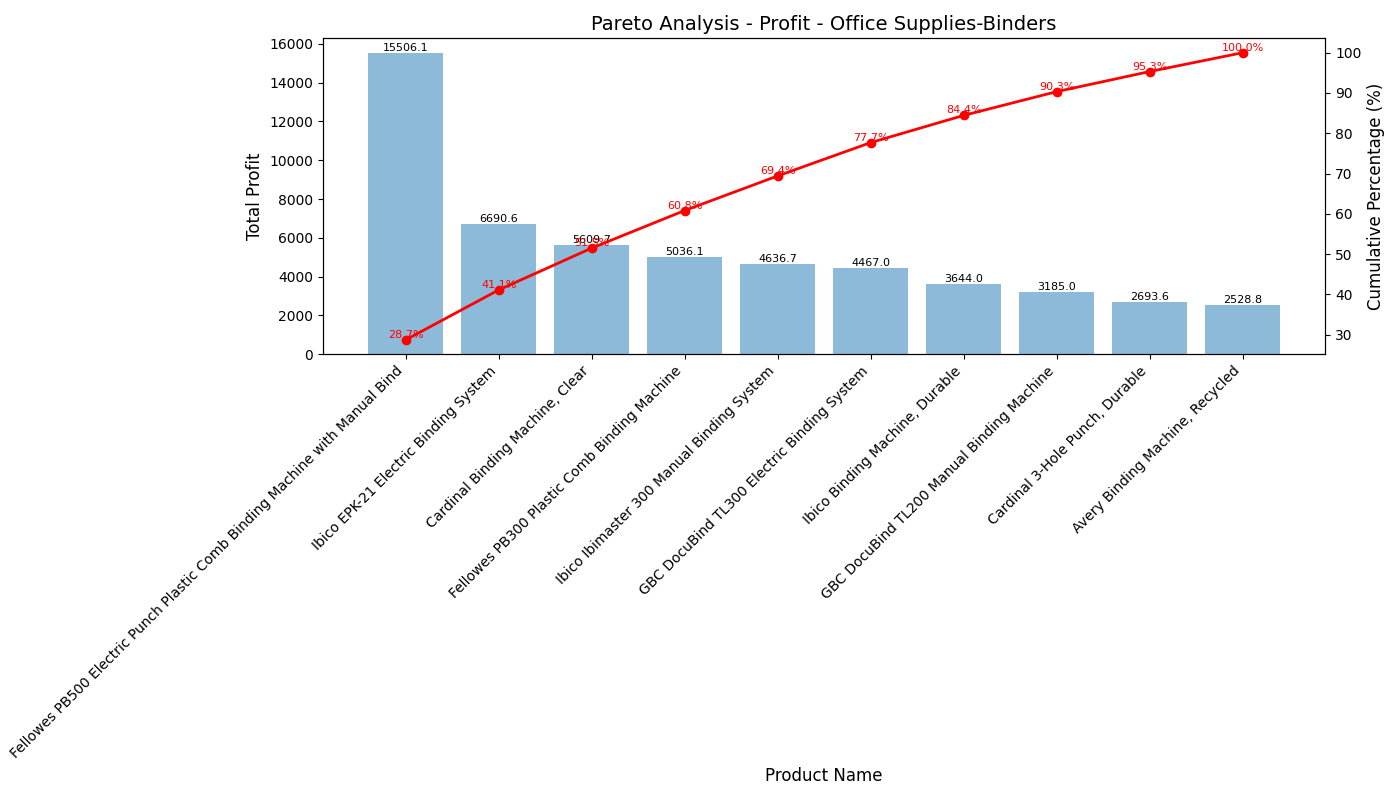 Pareto Analysis - Profit - Office Supplies-Binders
Total Profit
16000
14000
12000
10000
8000
6000
4000
2000
0
15506.1
6690.6
5609.7
5036.1
4636.7
4467.0
3644.0
3185.0
2693.6
2528.8
28.7%
41.1%
60.8%
69.4%
77.7%
84.4%
90.3%
95.3%
100.0%
100
90
80
70
60
50
40
30
Cumulative Percentage (%)
Fellowes PB500 Electric Punch Plastic Comb Binding Machine with Manual Bind
Ibico EPK-21 Electric Binding System
Cardinal Binding Machine, Clear
Fellowes PB300 Plastic Comb Binding Machine
Ibico Ibimaster 300 Manual Binding System
GBC DocuBind TL300 Electric Binding System
Ibico Binding Machine, Durable
GBC DocuBind TL200 Manual Binding Machine
Cardinal 3-Hole Punch, Durable
Avery Binding Machine, Recycled
Product Name